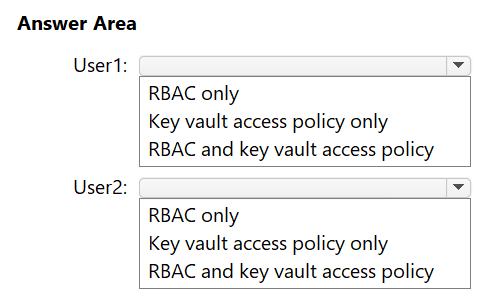 Answer Area
User1:
RBAC only
Key vault access policy only
RBAC and key vault access policy
User2:
RBAC only
Key vault access policy only
RBAC and key vault access policy